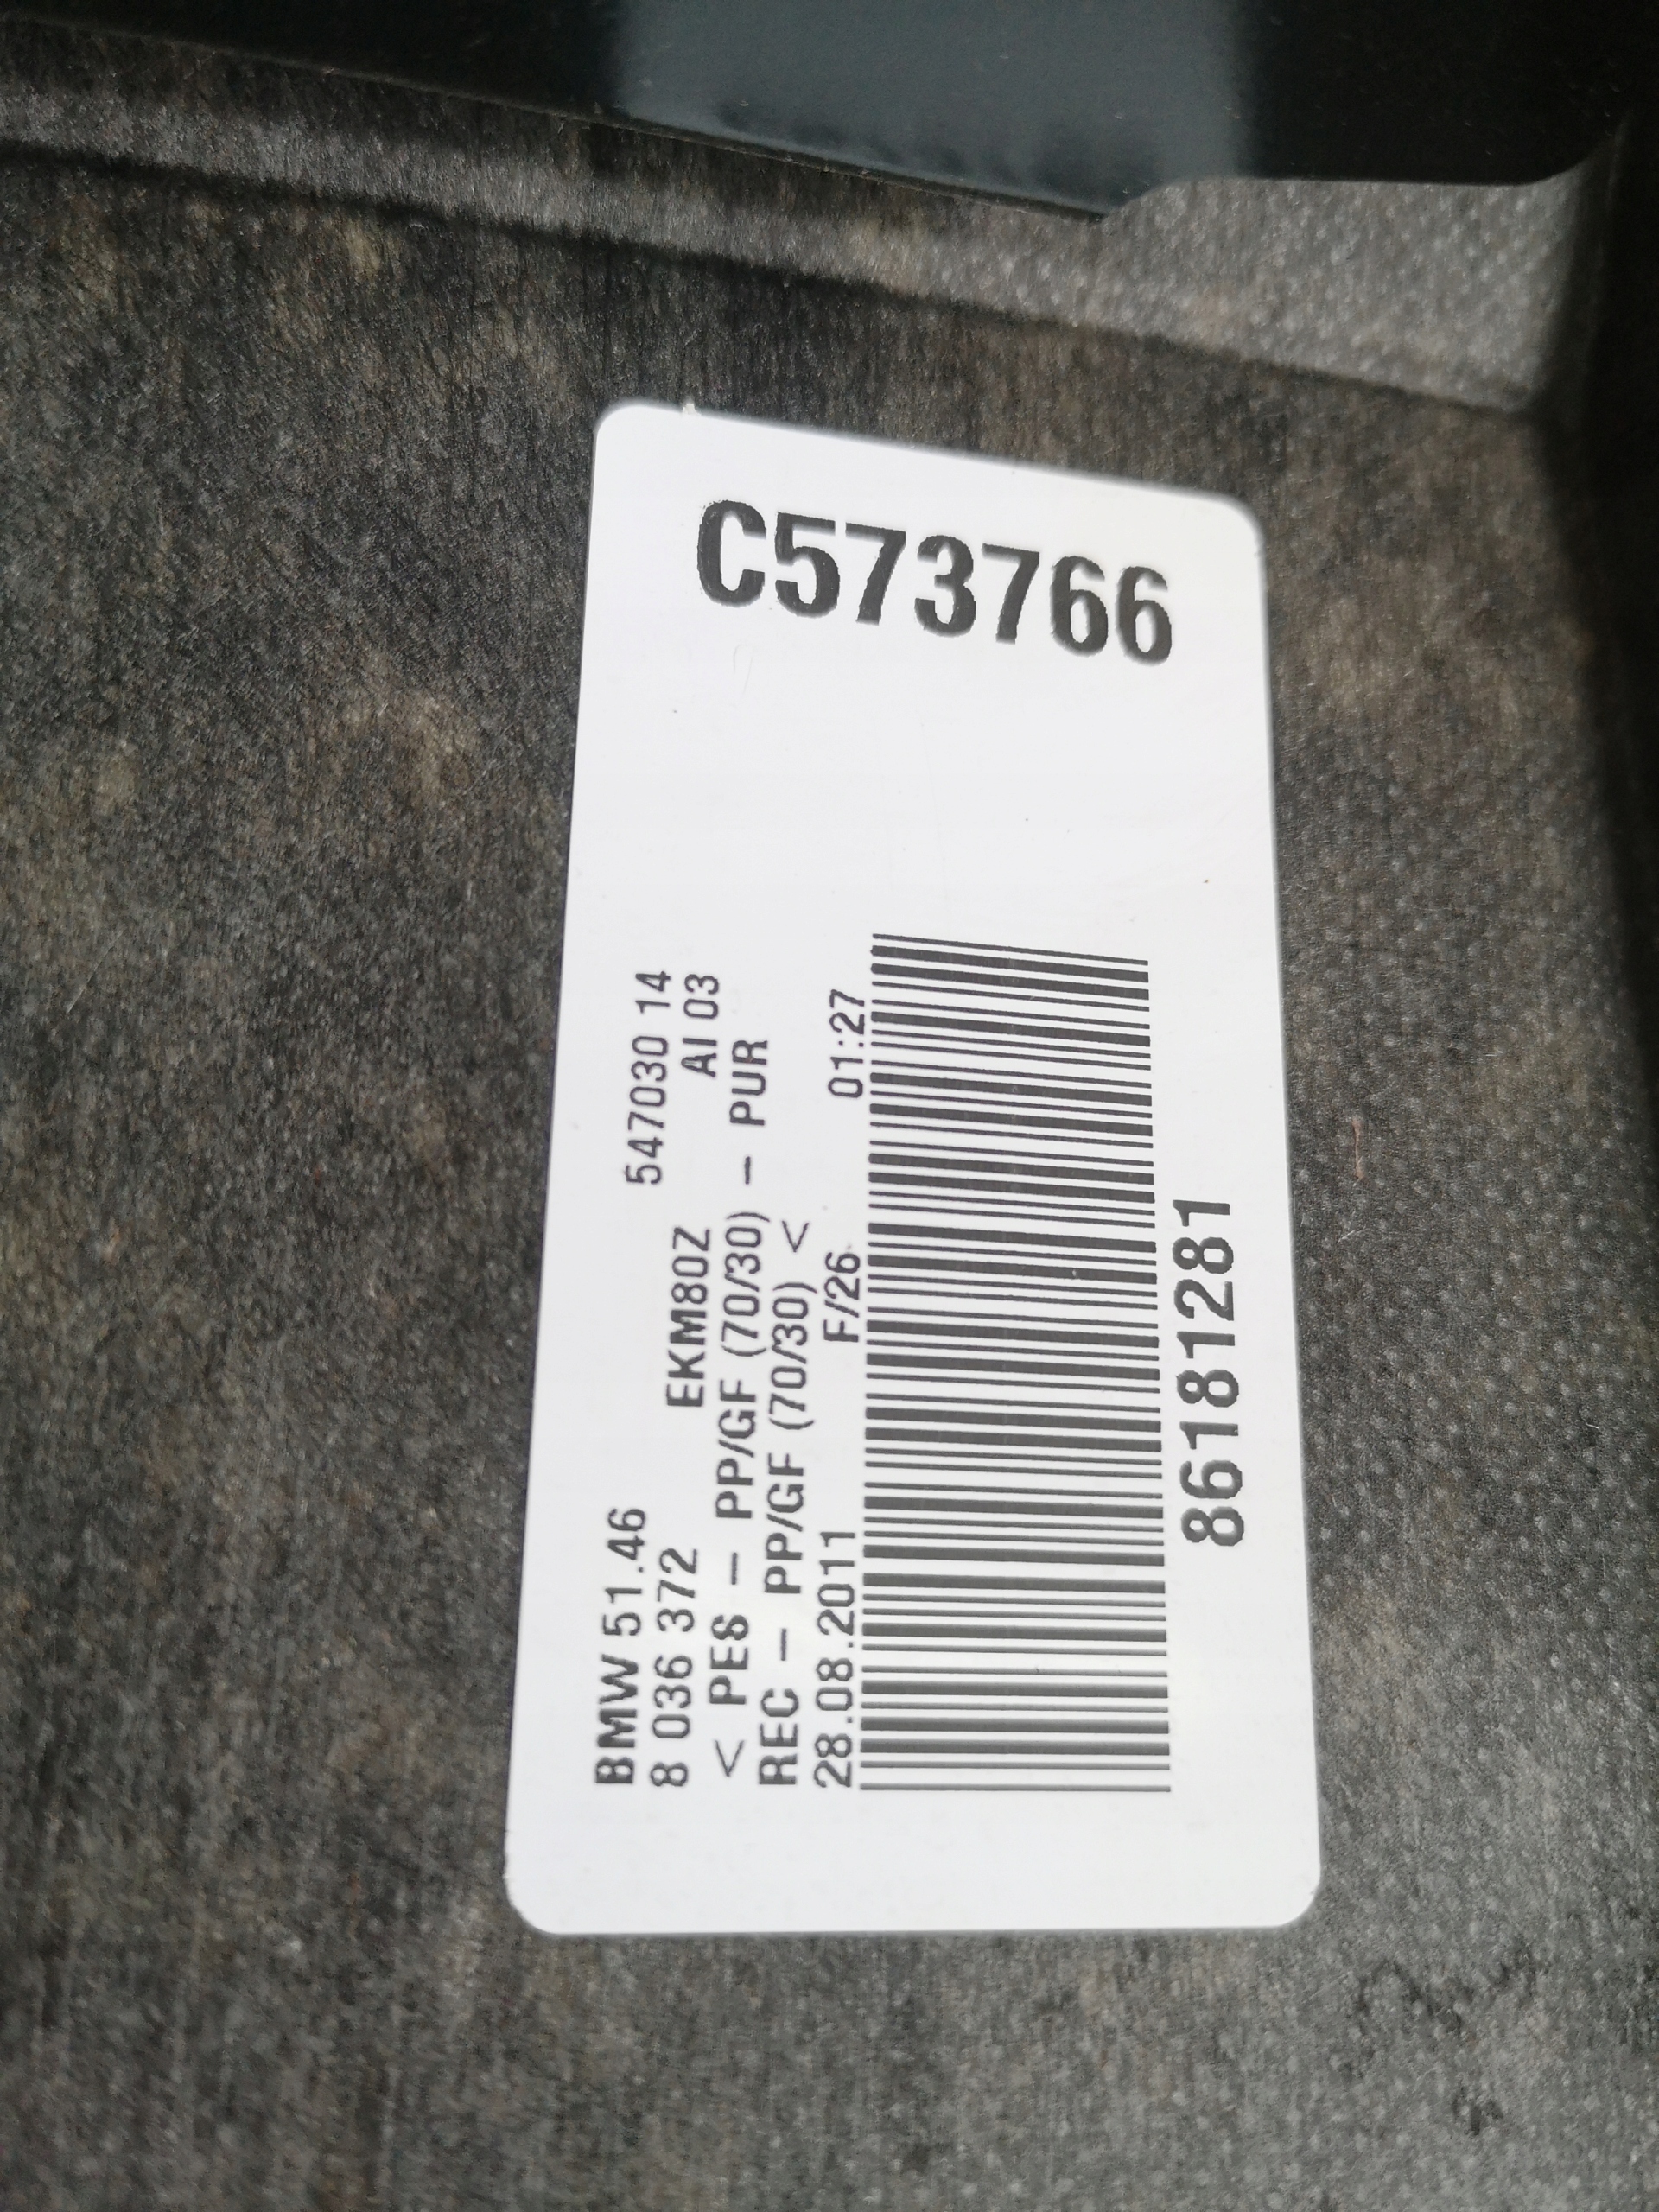 C573766
BMW 51.46 547030 14
8 036 372 EKM80Z AI 03
< PES – PP/GF (70/30) – PUR
REC – PP/GF (70/30) <
28.08.2011 F/26 01:27
86181281